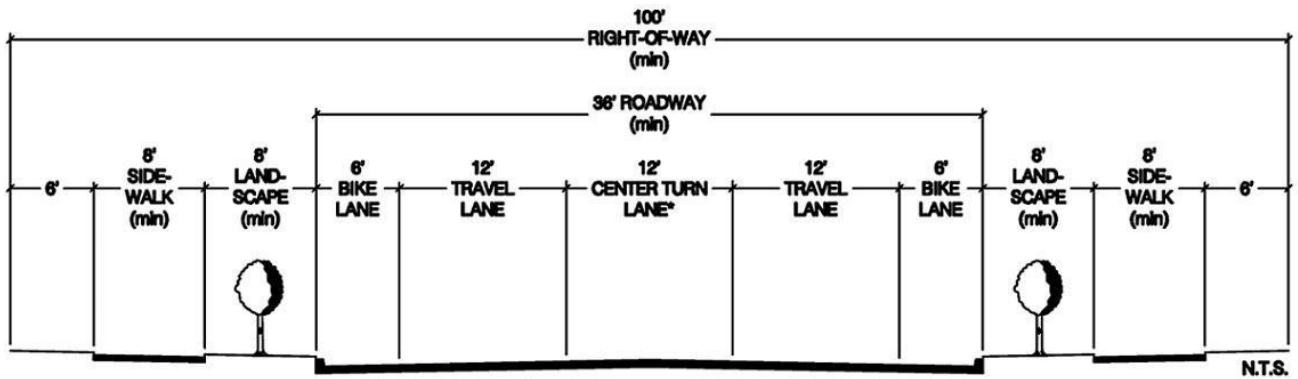 100'
RIGHT-OF-WAY
(min)
36' ROADWAY
(min)
6'
8'
SIDE-
WALK
(min)
8'
LAND-
SCAPE
(min)
6'
BIKE
LANE
12'
TRAVEL
LANE
12'
CENTER TURN
LANE*
12'
TRAVEL
LANE
6'
BIKE
LANE
8'
LAND-
SCAPE
(min)
8'
SIDE-
WALK
(min)
6'
N.T.S.